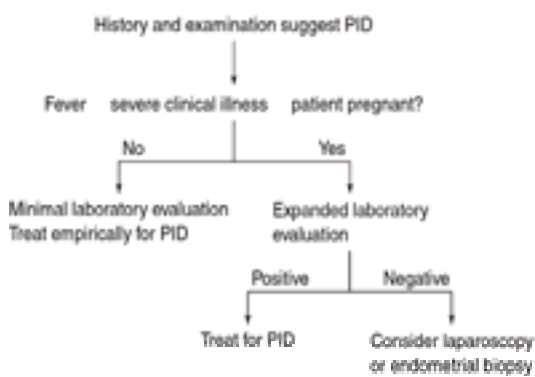 History and examination suggest PID
Fever severe clinical illness patient pregnant?
No Yes
Minimal laboratory evaluation
Treat empirically for PID
Expanded laboratory
evaluation
Positive Negative
Treat for PID
Consider laparoscopy
or endometrial biopsy